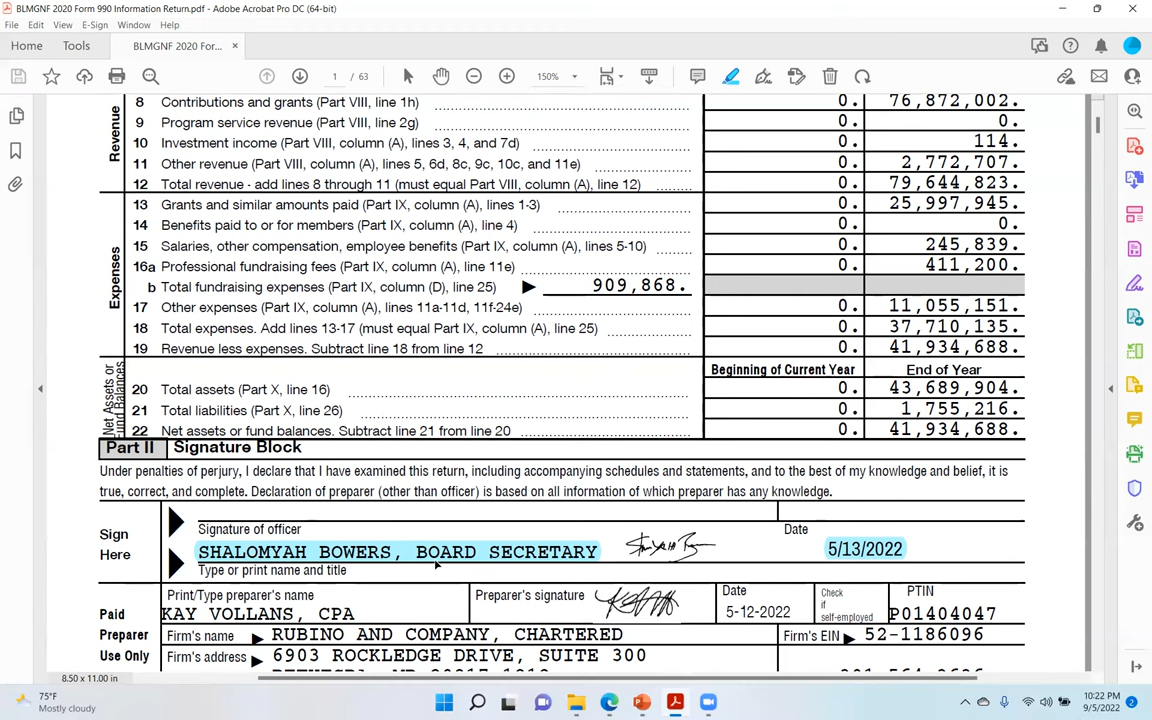 BLMGNF 2020 Form 990 Information Return.pdf - Adobe Acrobat Pro DC (64-bit)
File Edit View E-Sign Window Help
Home Tools BLMGNF 2020 For... ×
1 / 63 150%
8 Contributions and grants (Part VIII, line 1h) 0. 76,872,002.
9 Program service revenue (Part VIII, line 2g) 0. 0.
10 Investment income (Part VIII, column (A), lines 3, 4, and 7d) 0. 114.
11 Other revenue (Part VIII, column (A), lines 5, 6d, 8c, 9c, 10c, and 11e) 0. 2,772,707.
12 Total revenue - add lines 8 through 11 (must equal Part VIII, column (A), line 12) 0. 79,644,823.
Revenue
13 Grants and similar amounts paid (Part IX, column (A), lines 1-3) 0. 25,997,945.
14 Benefits paid to or for members (Part IX, column (A), line 4) 0. 0.
15 Salaries, other compensation, employee benefits (Part IX, column (A), lines 5-10) 0. 245,839.
16a Professional fundraising fees (Part IX, column (A), line 11e) 0. 411,200.
b Total fundraising expenses (Part IX, column (D), line 25) 909,868.
17 Other expenses (Part IX, column (A), lines 11a-11d, 11f-24e) 0. 11,055,151.
18 Total expenses. Add lines 13-17 (must equal Part IX, column (A), line 25) 0. 37,710,135.
19 Revenue less expenses. Subtract line 18 from line 12 0. 41,934,688.
Expenses
Beginning of Current Year End of Year
20 Total assets (Part X, line 16) 0. 43,689,904.
21 Total liabilities (Part X, line 26) 0. 1,755,216.
22 Net assets or fund balances. Subtract line 21 from line 20 0. 41,934,688.
Net Assets or
Fund Balances
Part II Signature Block
Under penalties of perjury, I declare that I have examined this return, including accompanying schedules and statements, and to the best of my knowledge and belief, it is
true, correct, and complete. Declaration of preparer (other than officer) is based on all information of which preparer has any knowledge.
Sign
Here
Signature of officer Date
SHALOMYAH BOWERS, BOARD SECRETARY 5/13/2022
Type or print name and title
Paid
Preparer
Use Only
Print/Type preparer's name Preparer's signature Date Check PTIN
if
self-employed
KAY VOLLANS, CPA 5-12-2022 P01404047
Firm's name RUBINO AND COMPANY, CHARTERED Firm's EIN 52-1186096
Firm's address 6903 ROCKLEDGE DRIVE, SUITE 300
8.50 x 11.00 in
75°F
Mostly cloudy
10:22 PM
9/5/2022
2